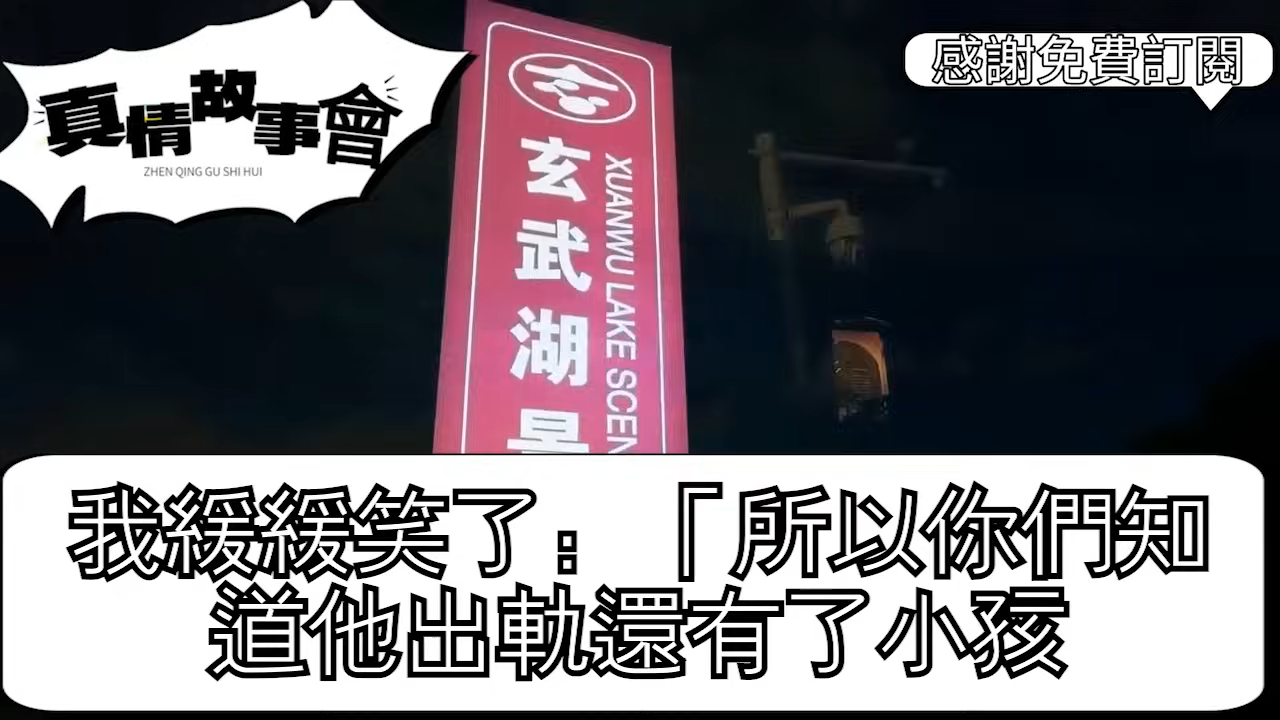 真情故事會
ZHEN QING GU SHI HUI
感謝免費訂閱
玄武湖景
XUANWU LAKE SCEN
我緩緩笑了:「所以你們知
道他出軌還有了小孩